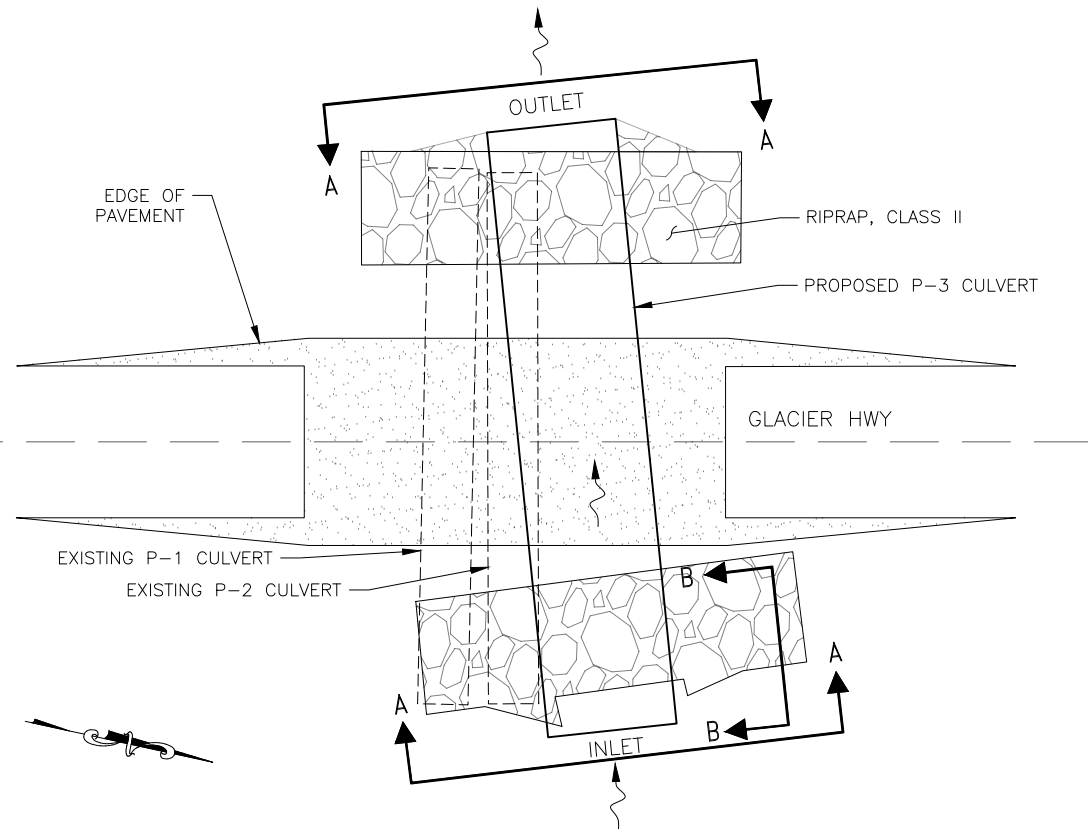 OUTLET
A
A
EDGE OF
PAVEMENT
RIPRAP, CLASS II
PROPOSED P-3 CULVERT
GLACIER HWY
EXISTING P-1 CULVERT
EXISTING P-2 CULVERT
B
A
A
B
INLET